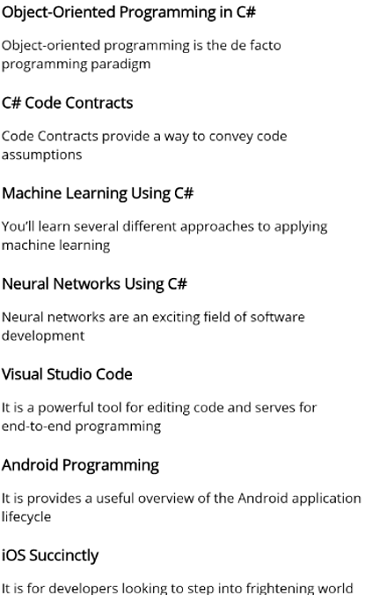 Object-Oriented Programming in C#
Object-oriented programming is the de facto
programming paradigm
C# Code Contracts
Code Contracts provide a way to convey code
assumptions
Machine Learning Using C#
You’ll learn several different approaches to applying
machine learning
Neural Networks Using C#
Neural networks are an exciting field of software
development
Visual Studio Code
It is a powerful tool for editing code and serves for
end-to-end programming
Android Programming
It is provides a useful overview of the Android application
lifecycle
iOS Succinctly
It is for developers looking to step into frightening world